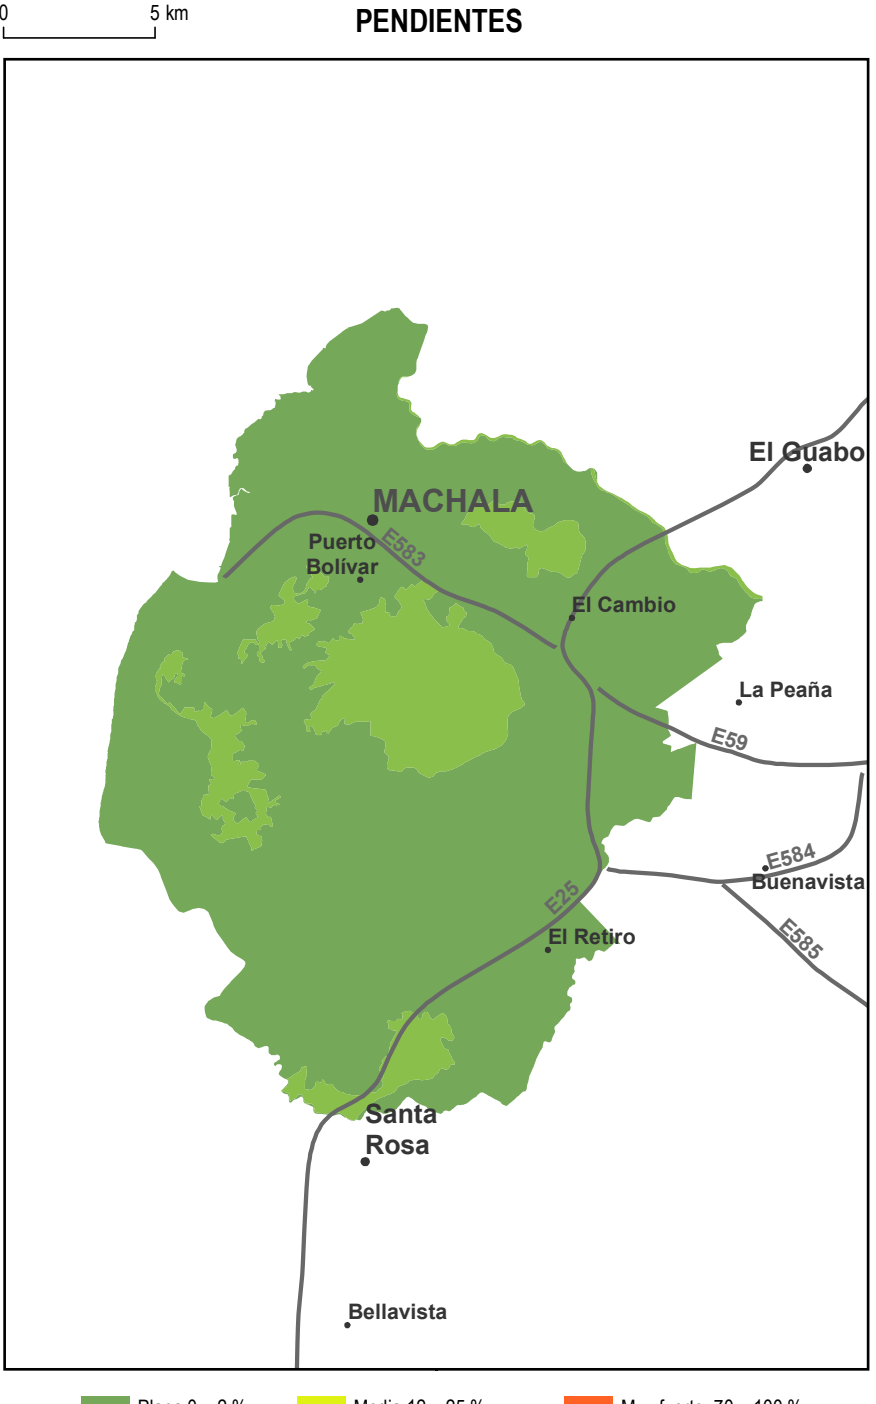 0 5 km
PENDIENTES
El Guabo
MACHALA
E583
Puerto
Bolívar
El Cambio
La Peaña
E59
E584
Buenavista
E25
El Retiro
E585
Santa
Rosa
Bellavista